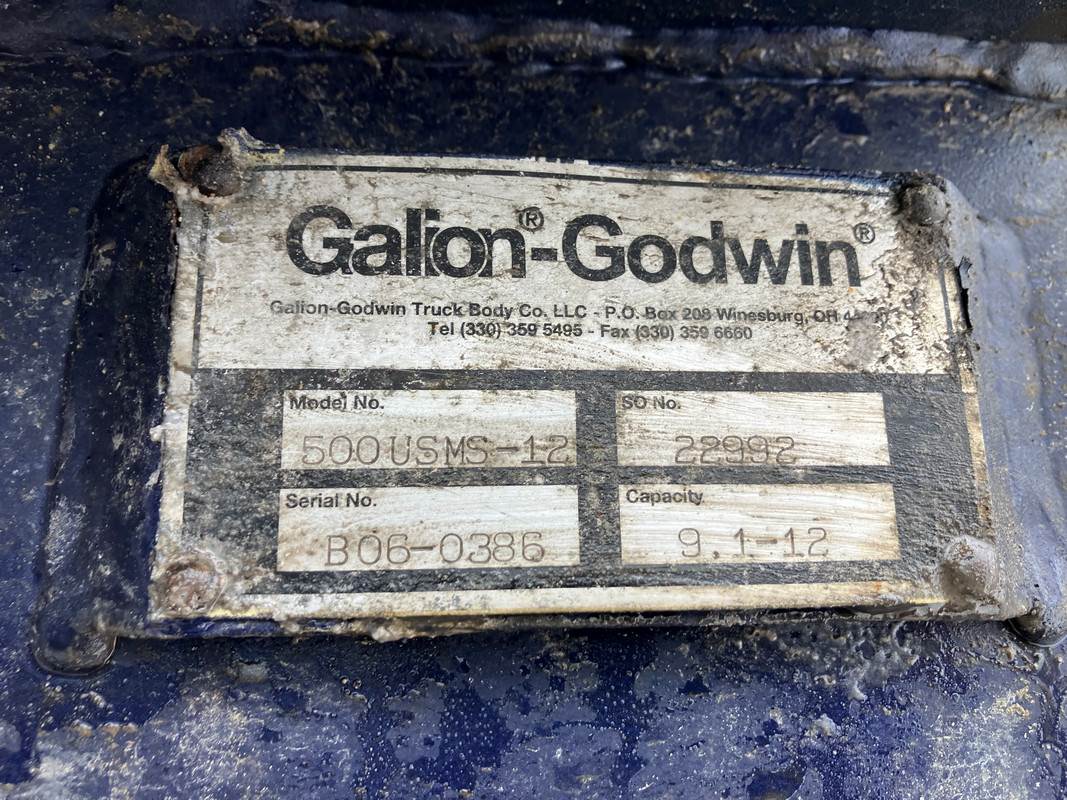 Galion®-Godwin®
Galion-Godwin Truck Body Co. LLC - P.O. Box 208 Winesburg, OH
Tel (330) 359 5495 - Fax (330) 359 6660
Model No.
500USMS-12
SO No.
22992
Serial No.
B06-0386
Capacity
9.1-12